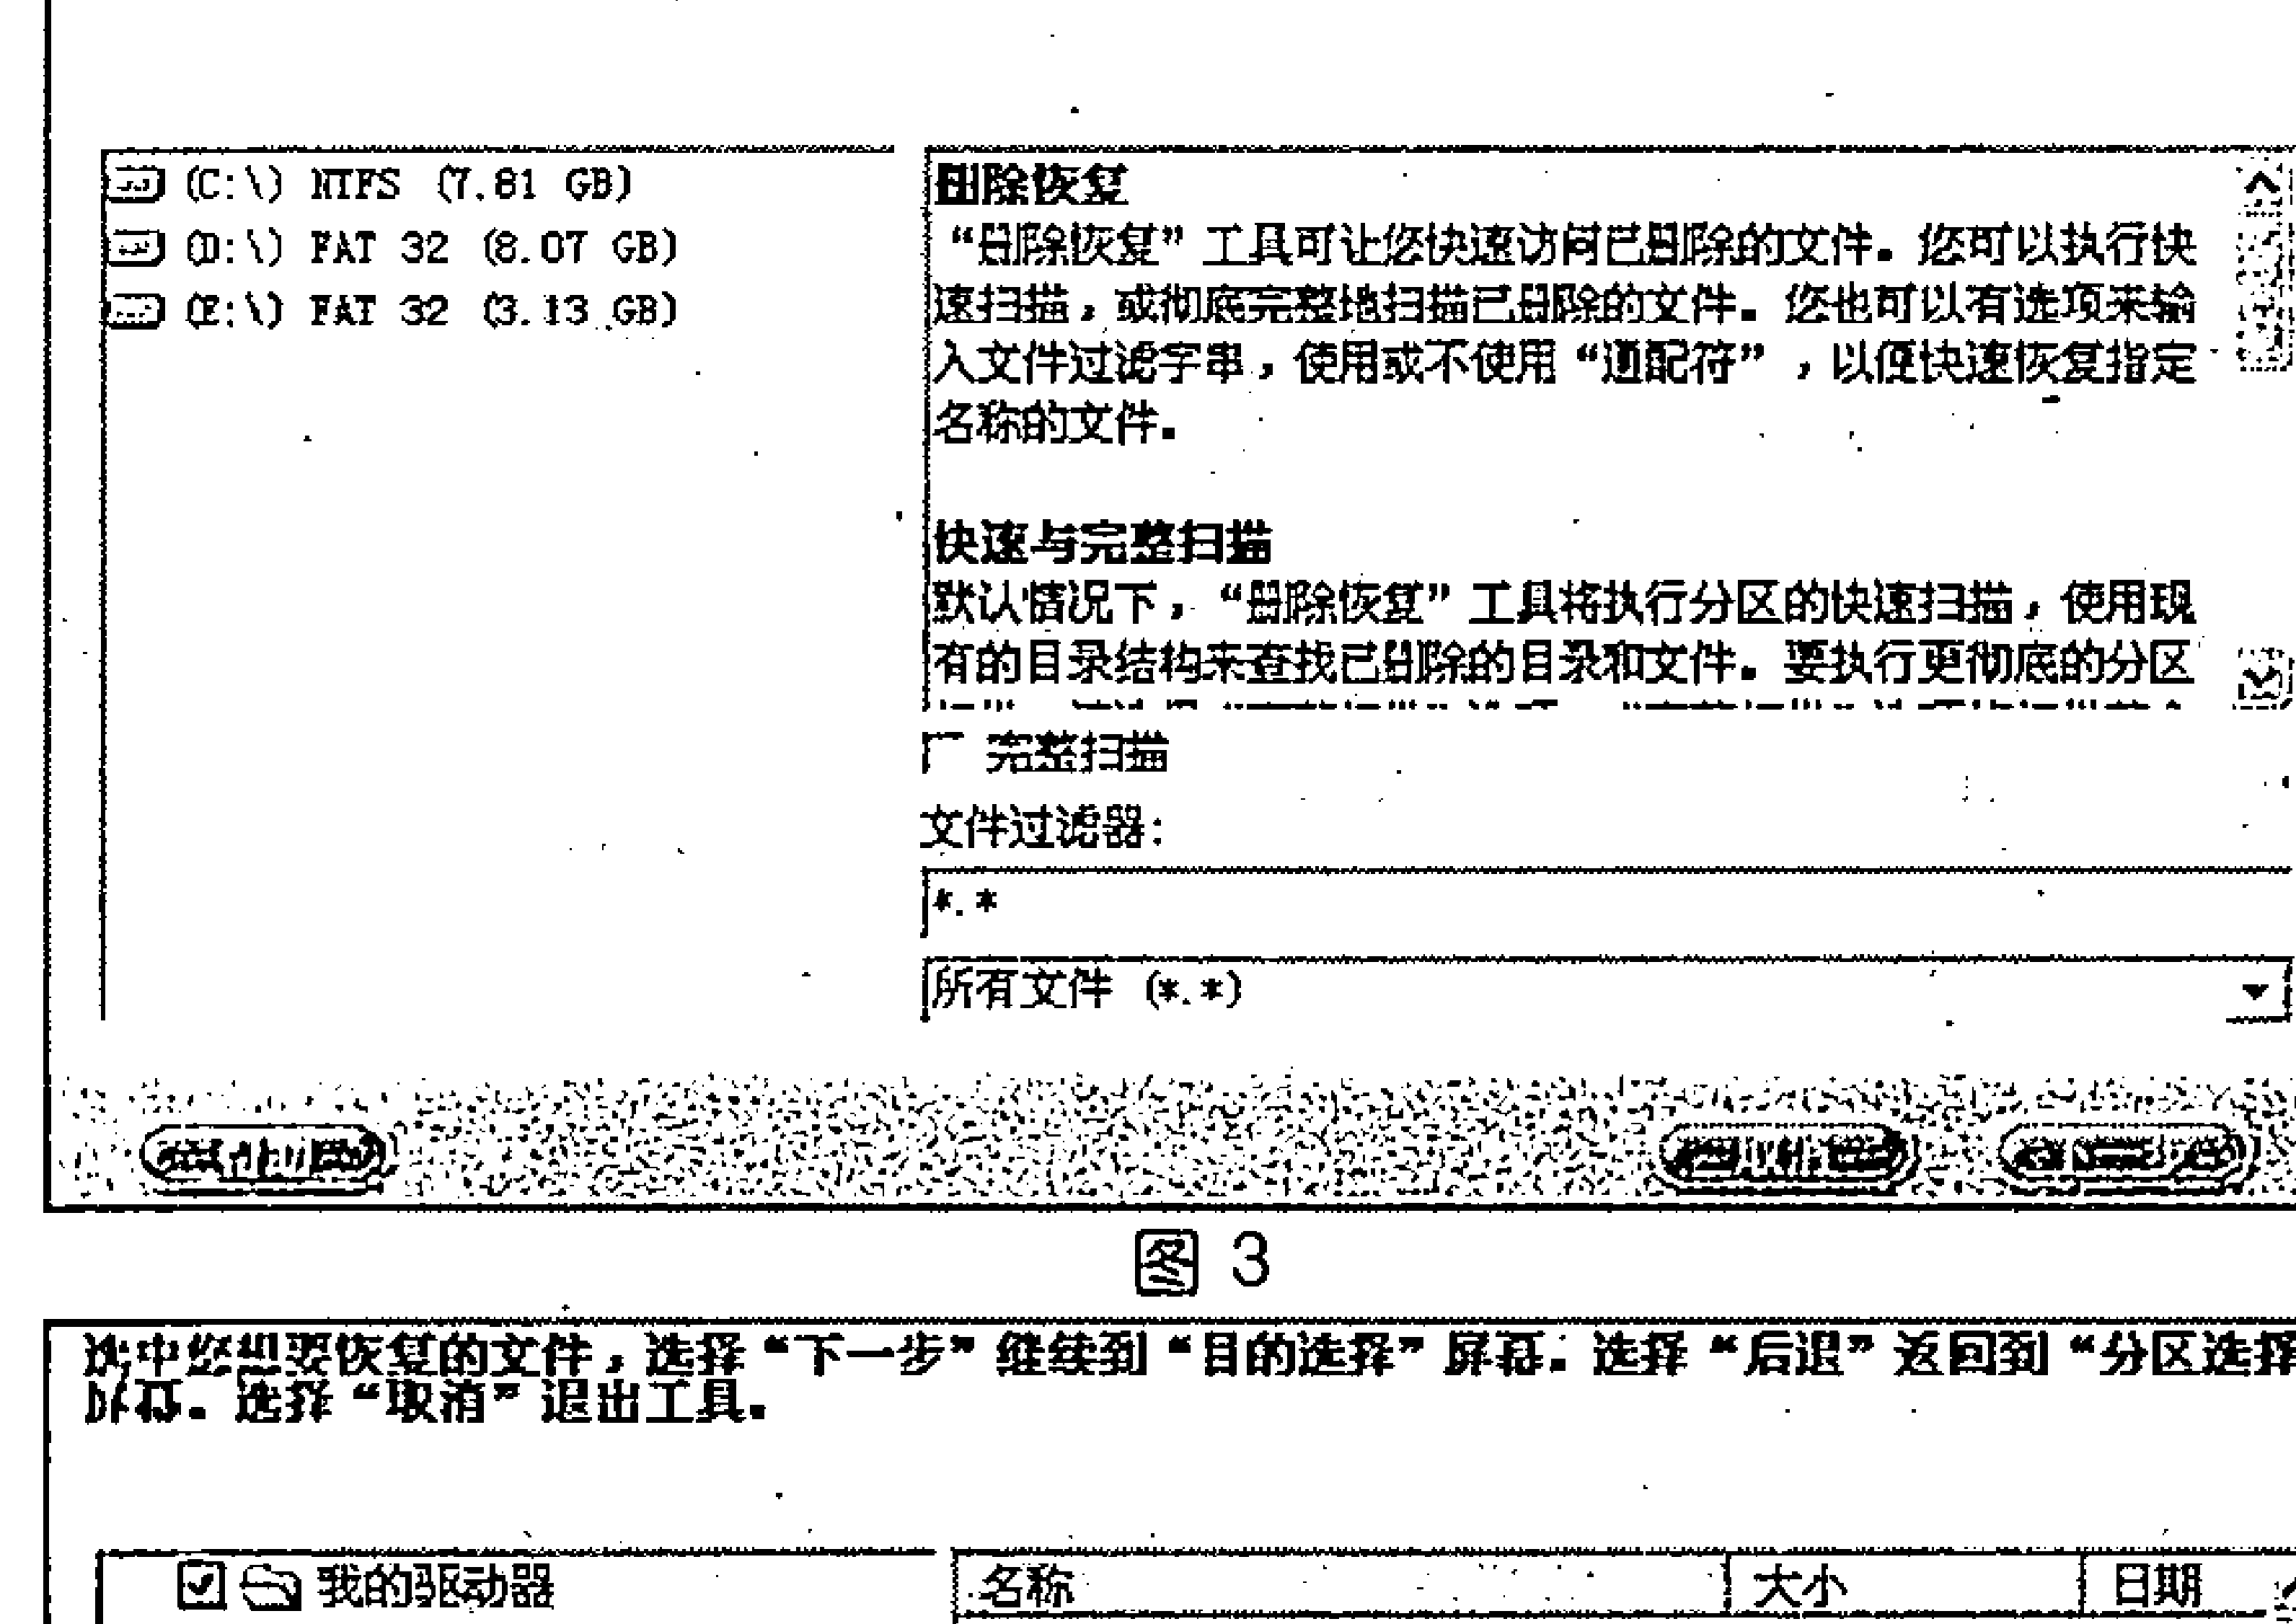 (C:\) NTFS (7.81 GB)
(D:\) FAT 32 (8.07 GB)
(E:\) FAT 32 (3.13 GB)
删除恢复
“删除恢复”工具可让您快速访问已删除的文件。您可以执行快
速扫描，或彻底完整地扫描已删除的文件。您也可以有选项来输
入文件过滤字串，使用或不使用“通配符”，以便快速恢复指定
名称的文件。
快速与完整扫描
默认情况下，“删除恢复”工具将执行分区的快速扫描，使用现
有的目录结构来查找已删除的目录和文件。要执行更彻底的分区
完整扫描
文件过滤器:
*.*
所有文件 (*.*)
图 3
选中您想要恢复的文件，选择“下一步”继续到“目的选择”屏幕. 选择“后退”返回到“分区选择
屏幕. 选择“取消”退出工具.
我的驱动器
名称 大小 日期